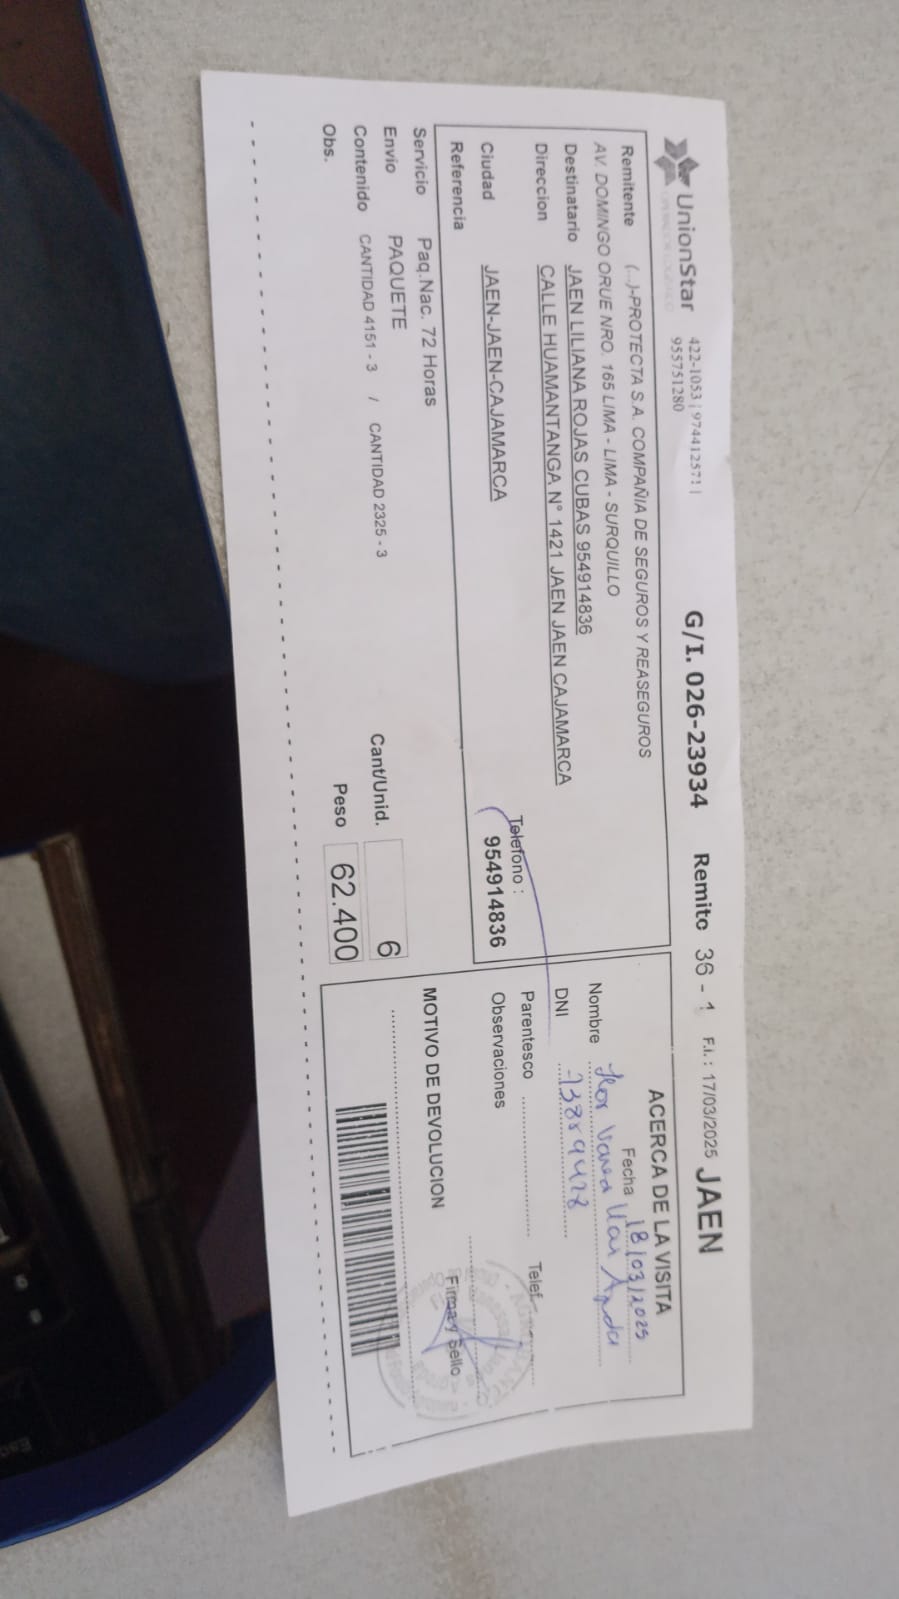 UnionStar 422-1053 | 974412571 | G/I. 026-23934 Remito 36 - 1 F.I. : 17/03/2025 JAEN
955751280
Remitente (...)-PROTECTA S.A. COMPAÑIA DE SEGUROS Y REASEGUROS
AV. DOMINGO ORUE NRO. 165 LIMA - LIMA - SURQUILLO
Destinatario JAEN LILIANA ROJAS CUBAS 954914836
Direccion CALLE HUAMANTANGA N° 1421 JAEN JAEN CAJAMARCA
Telefono :
Ciudad JAEN-JAEN-CAJAMARCA 954914836
Referencia
Servicio Paq.Nac. 72 Horas
Envio PAQUETE Cant/Unid. 6
Contenido CANTIDAD 4151 - 3 / CANTIDAD 2325 - 3
Obs. Peso 62.400
ACERCA DE LA VISITA
Fecha 18/03/2025
Nombre
DNI
Parentesco Telef.
Observaciones
Firma y Sello
MOTIVO DE DEVOLUCION
Esc